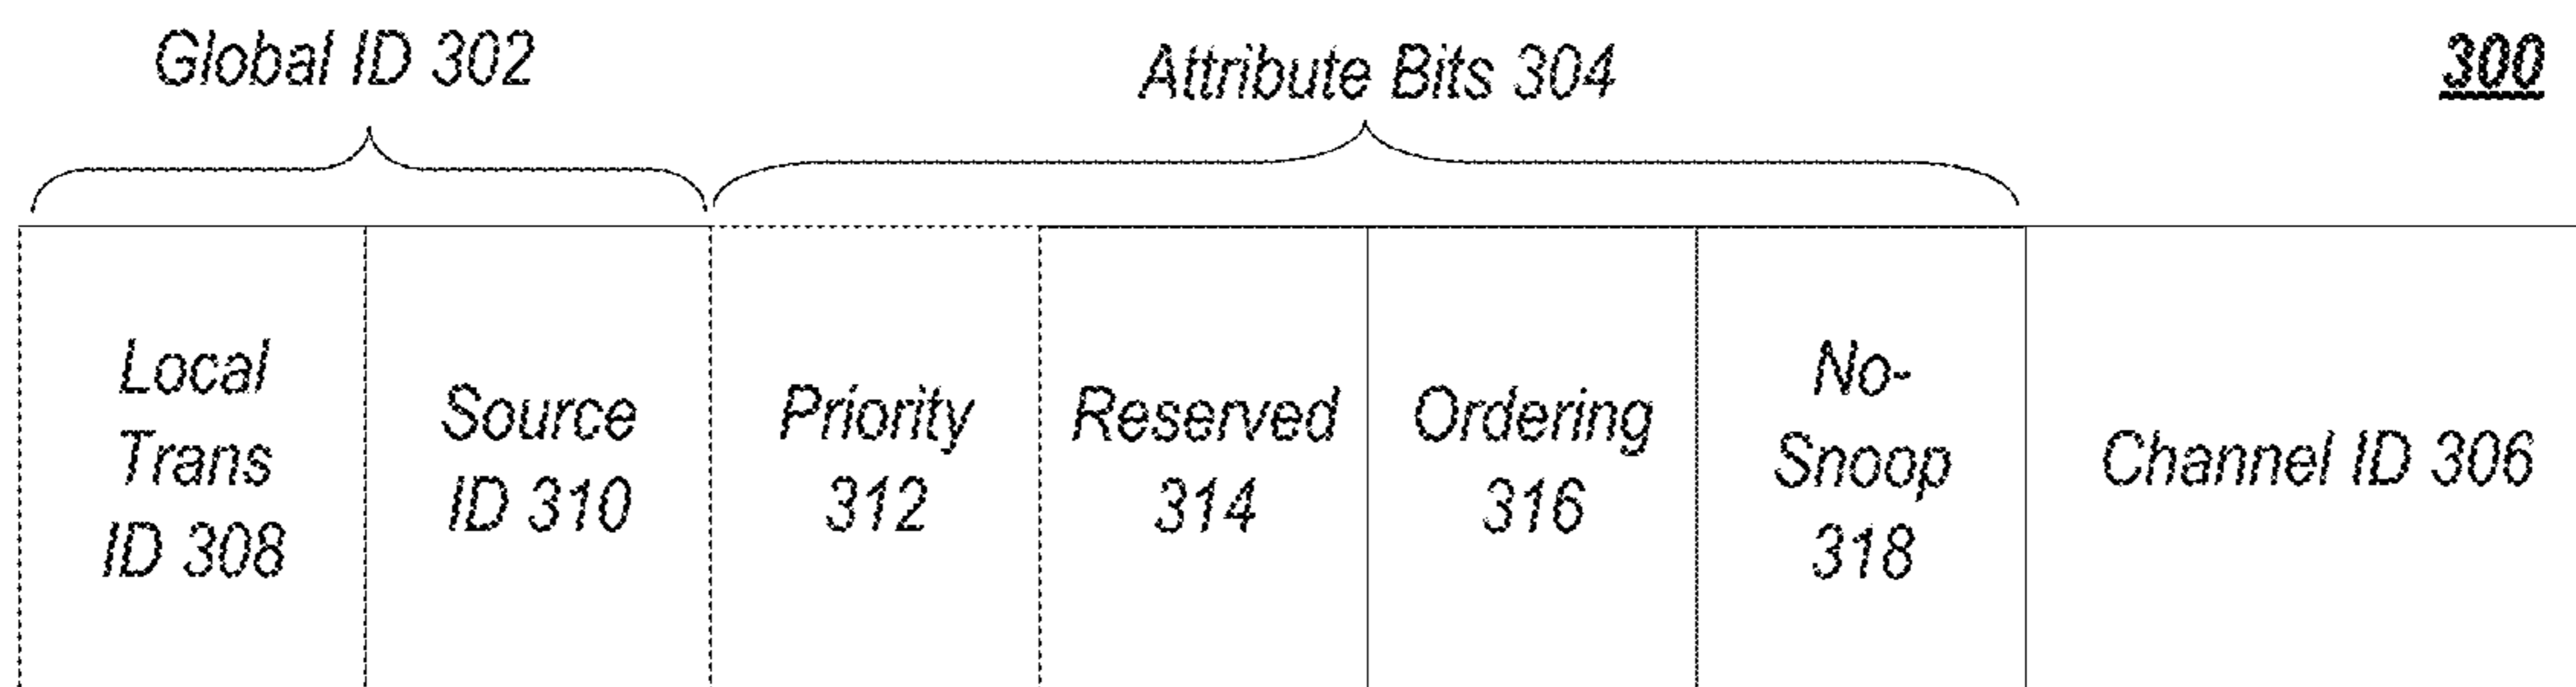 Global ID 302
Attribute Bits 304
300
Local
Trans
ID 308
Source
ID 310
Priority
312
Reserved
314
Ordering
316
No-
Snoop
318
Channel ID 306